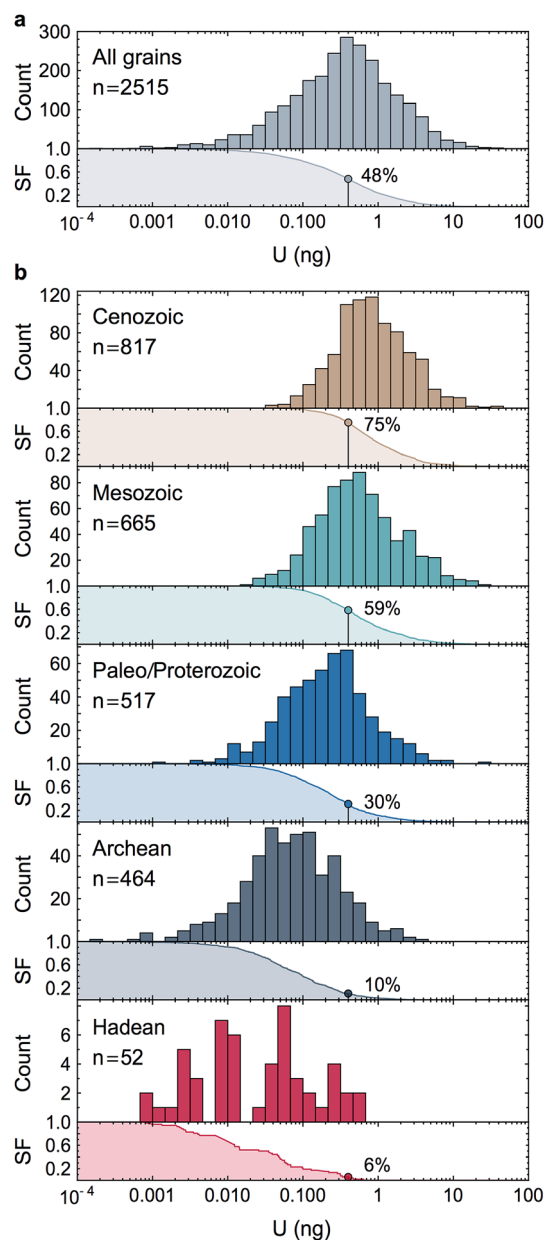 a
All grains
n=2515
Count
300
200
100
1.0
SF
0.6
0.2
48%
10-4 0.001 0.010 0.100 1 10 100
U (ng)
b
Cenozoic
n=817
Count
120
80
40
1.0
SF
0.6
0.2
75%
Mesozoic
n=665
Count
80
60
40
20
1.0
SF
0.6
0.2
59%
Paleo/Proterozoic
n=517
Count
60
40
20
1.0
SF
0.6
0.2
30%
Archean
n=464
Count
40
20
1.0
SF
0.6
0.2
10%
Hadean
n=52
Count
6
4
2
1.0
SF
0.6
0.2
6%
10-4 0.001 0.010 0.100 1 10 100
U (ng)